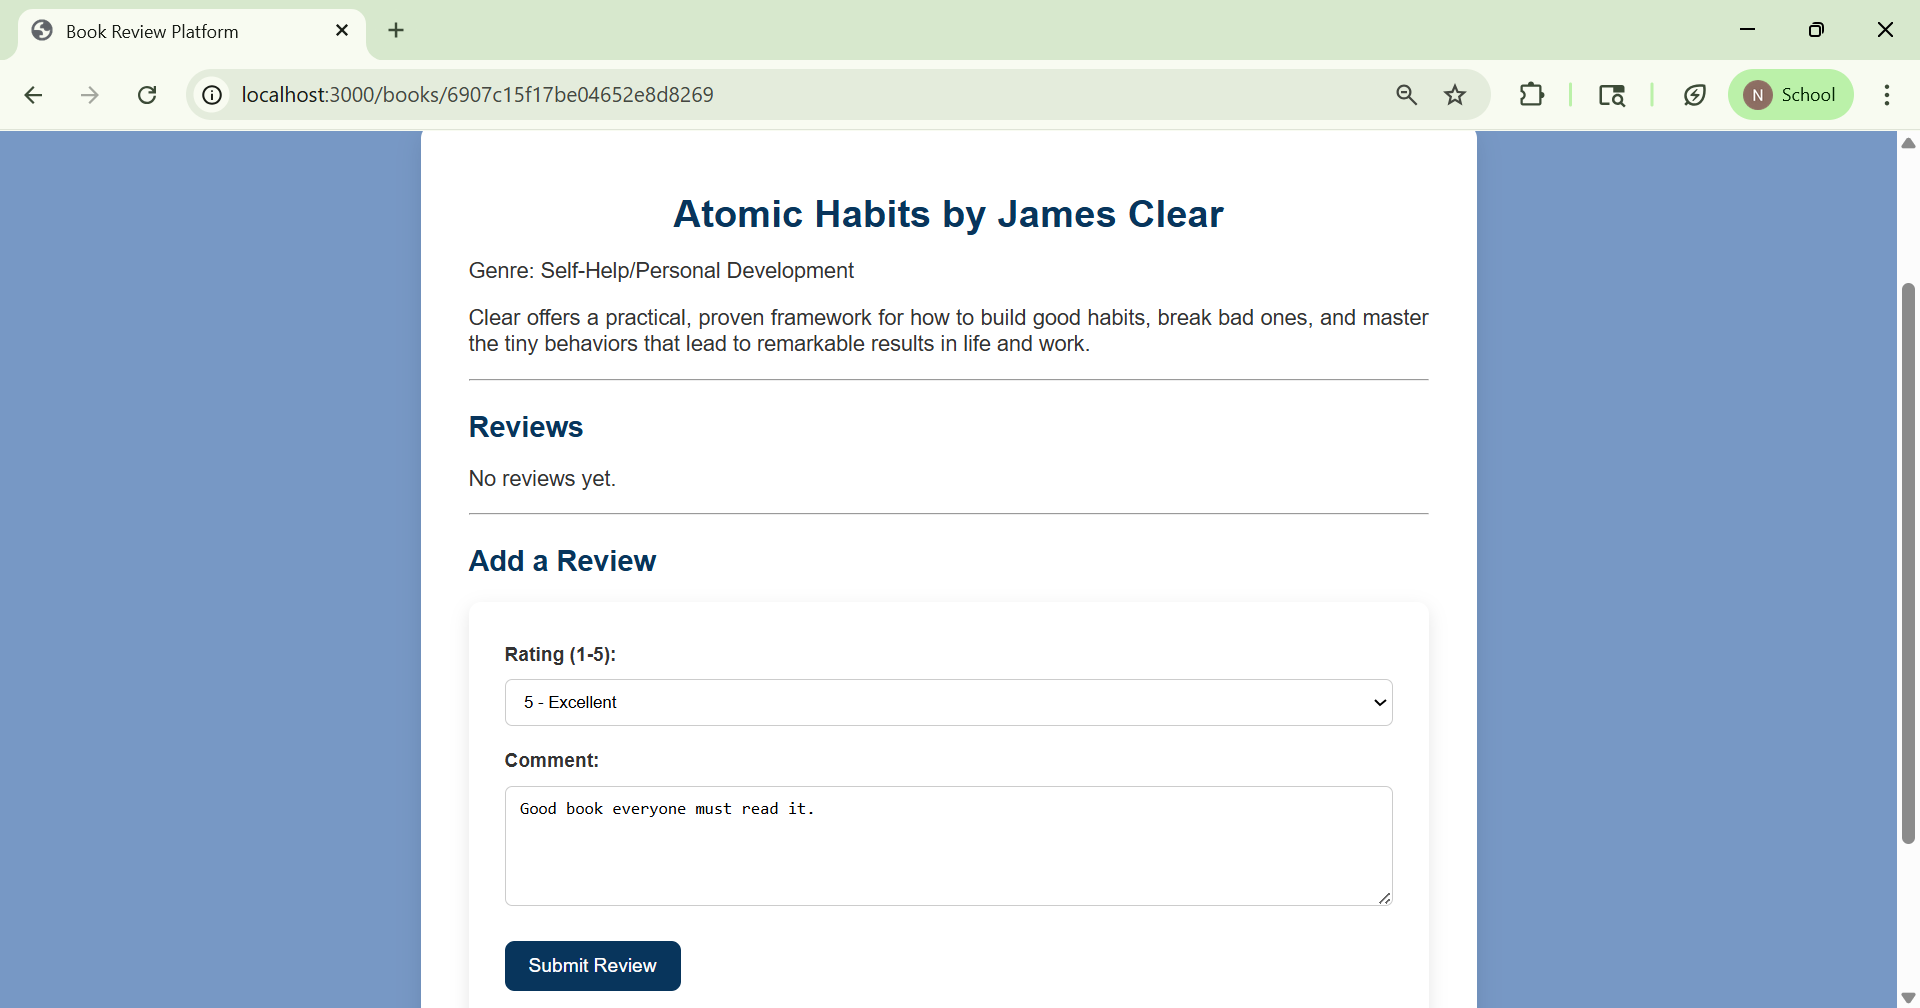 Book Review Platform
localhost:3000/books/6907c15f17be04652e8d8269
N School
Atomic Habits by James Clear
Genre: Self-Help/Personal Development
Clear offers a practical, proven framework for how to build good habits, break bad ones, and master
the tiny behaviors that lead to remarkable results in life and work.
Reviews
No reviews yet.
Add a Review
Rating (1-5):
5 - Excellent
Comment:
Good book everyone must read it.
Submit Review